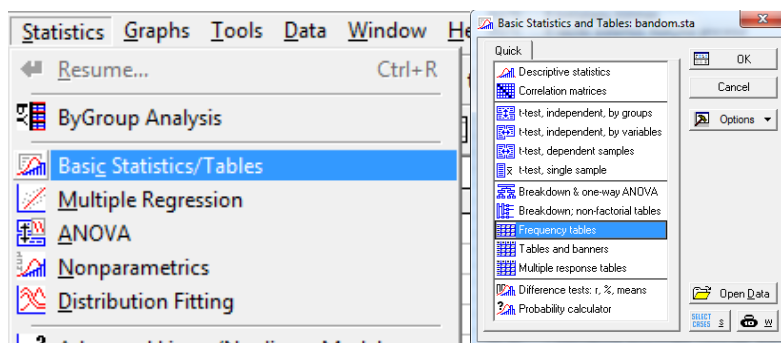 Statistics Graphs Tools Data Window He
Resume... Ctrl+R
ByGroup Analysis
Basic Statistics/Tables
Multiple Regression
ANOVA
Nonparametrics
Distribution Fitting
Basic Statistics and Tables: bandom.sta
Quick
Descriptive statistics
Correlation matrices
t-test, independent, by groups
t-test, independent, by variables
t-test, dependent samples
t-test, single sample
Breakdown & one-way ANOVA
Breakdown; non-factorial tables
Frequency tables
Tables and banners
Multiple response tables
Difference tests: r, %, means
Probability calculator
OK
Cancel
Options
Open Data
SELECT CASES S W